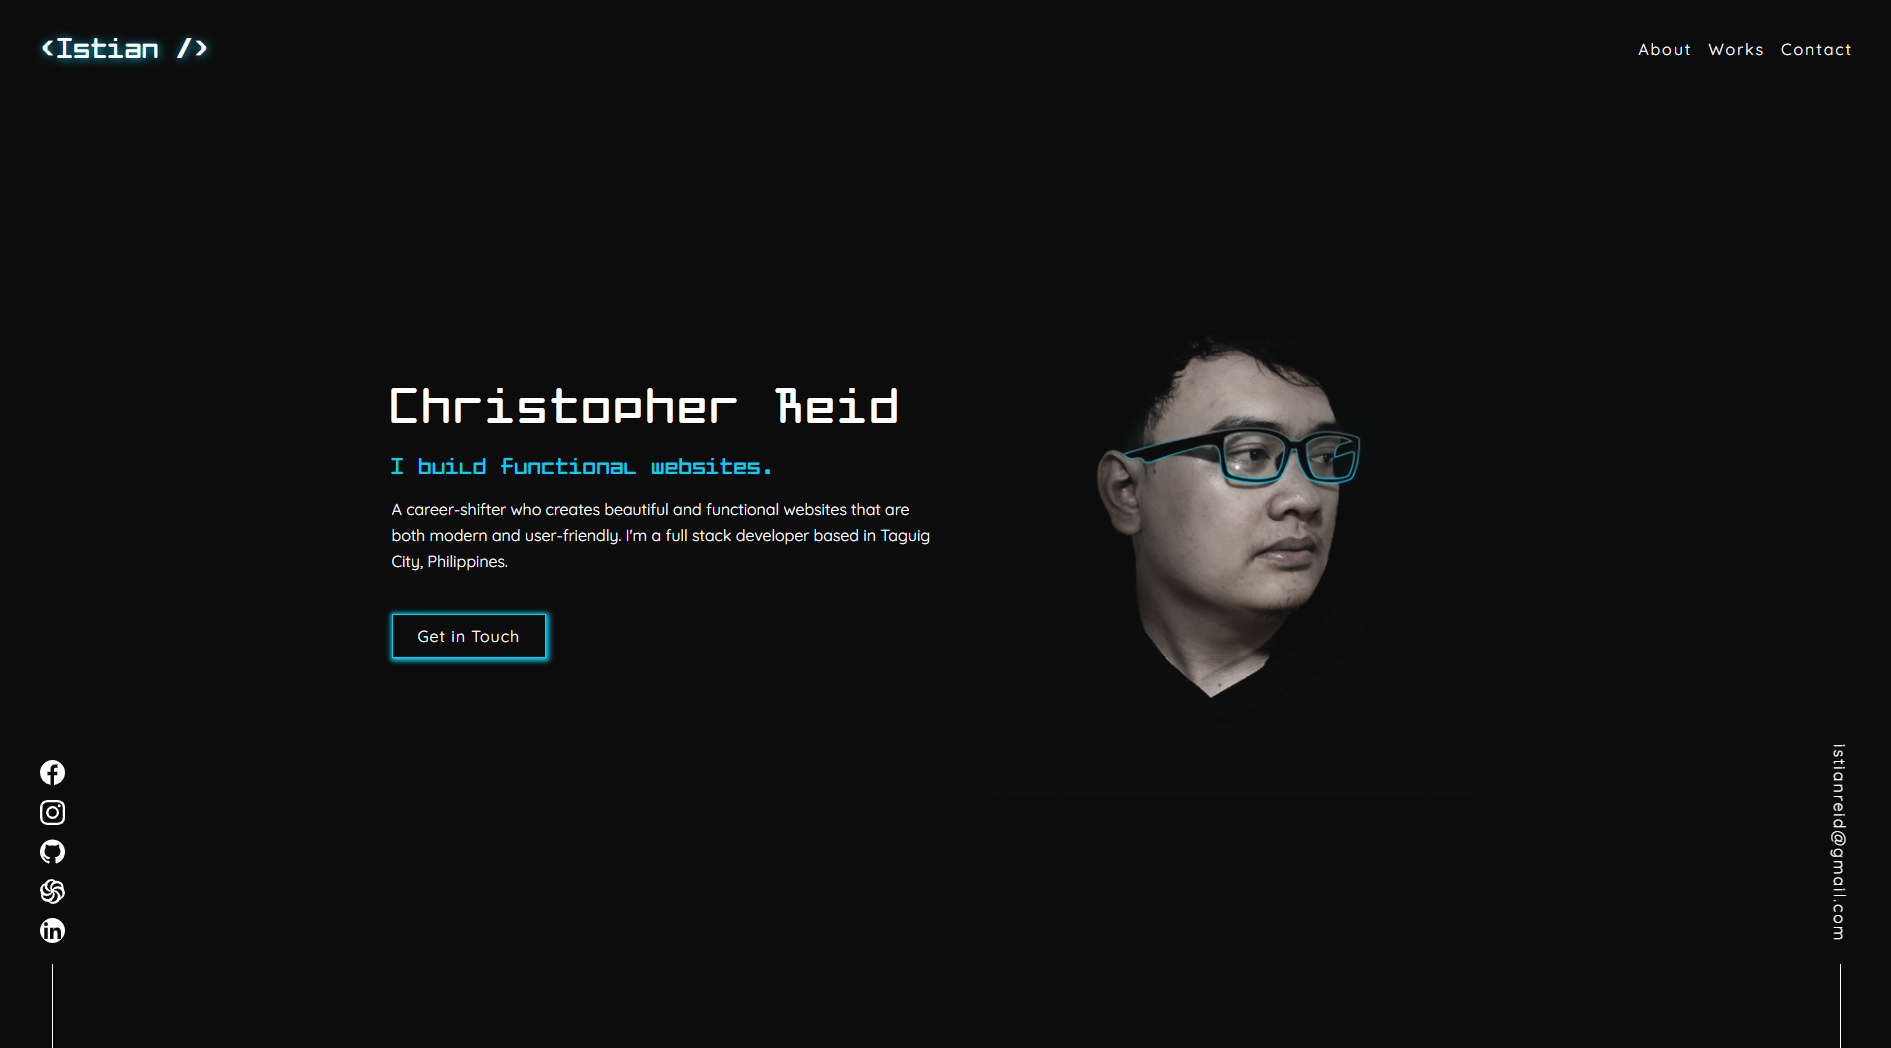 <Istian />
About Works Contact
Christopher Reid
I build functional websites.
A career-shifter who creates beautiful and functional websites that are
both modern and user-friendly. I'm a full stack developer based in Taguig
City, Philippines.
Get in Touch
istianreid@gmail.com